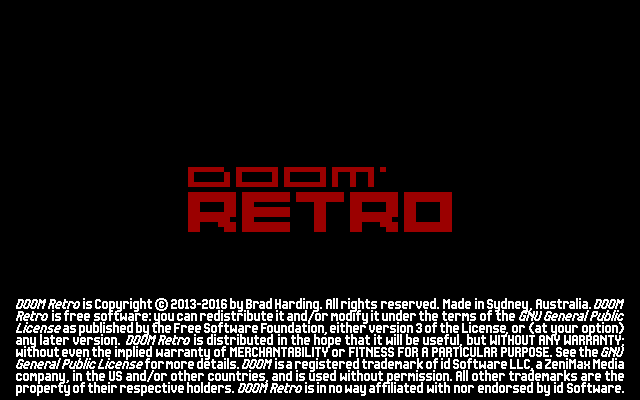 DOOM
RETRO
DOOM Retro is Copyright © 2013-2016 by Brad Harding. All rights reserved. Made in Sydney, Australia. DOOM
Retro is free software: you can redistribute it and/or modify it under the terms of the GNU General Public
License as published by the Free Software Foundation, either version 3 of the License, or (at your option)
any later version. DOOM Retro is distributed in the hope that it will be useful, but WITHOUT ANY WARRANTY;
without even the implied warranty of MERCHANTABILITY or FITNESS FOR A PARTICULAR PURPOSE. See the GNU
General Public License for more details. DOOM is a registered trademark of id Software LLC, a ZeniMax Media
company, in the US and/or other countries, and is used without permission. All other trademarks are the
property of their respective holders. DOOM Retro is in no way affiliated with nor endorsed by id Software.